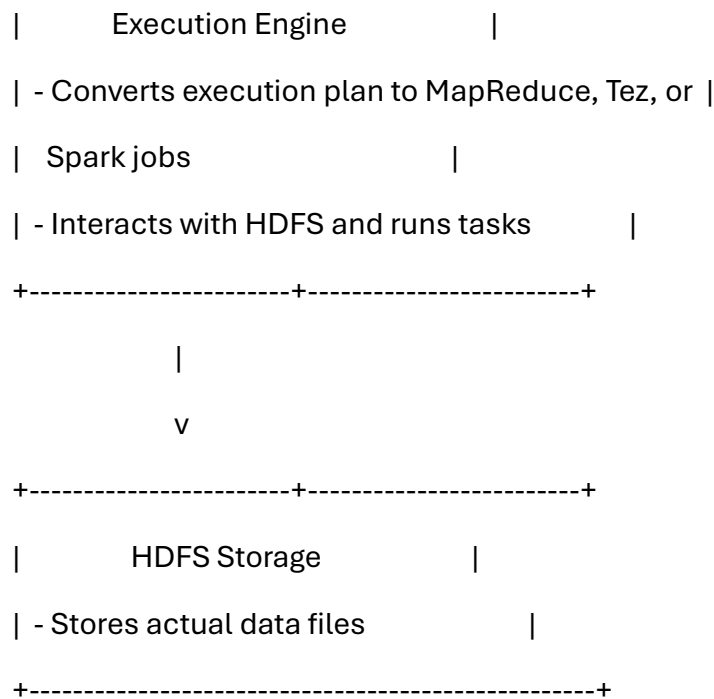 | Execution Engine |
| - Converts execution plan to MapReduce, Tez, or |
| Spark jobs |
| - Interacts with HDFS and runs tasks |
+------------------------+-------------------------+
|
v
+------------------------+-------------------------+
| HDFS Storage |
| - Stores actual data files |
+----------------------------------------------------+